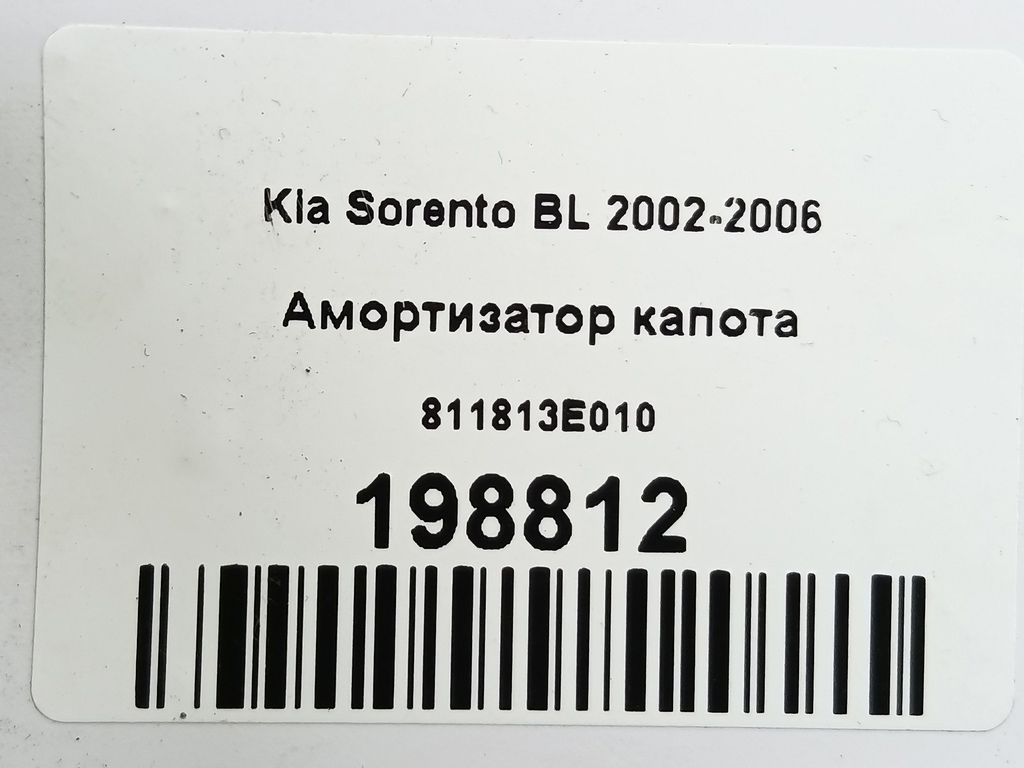 Kia Sorento BL 2002-2006
Амортизатор капота
811813E010
198812